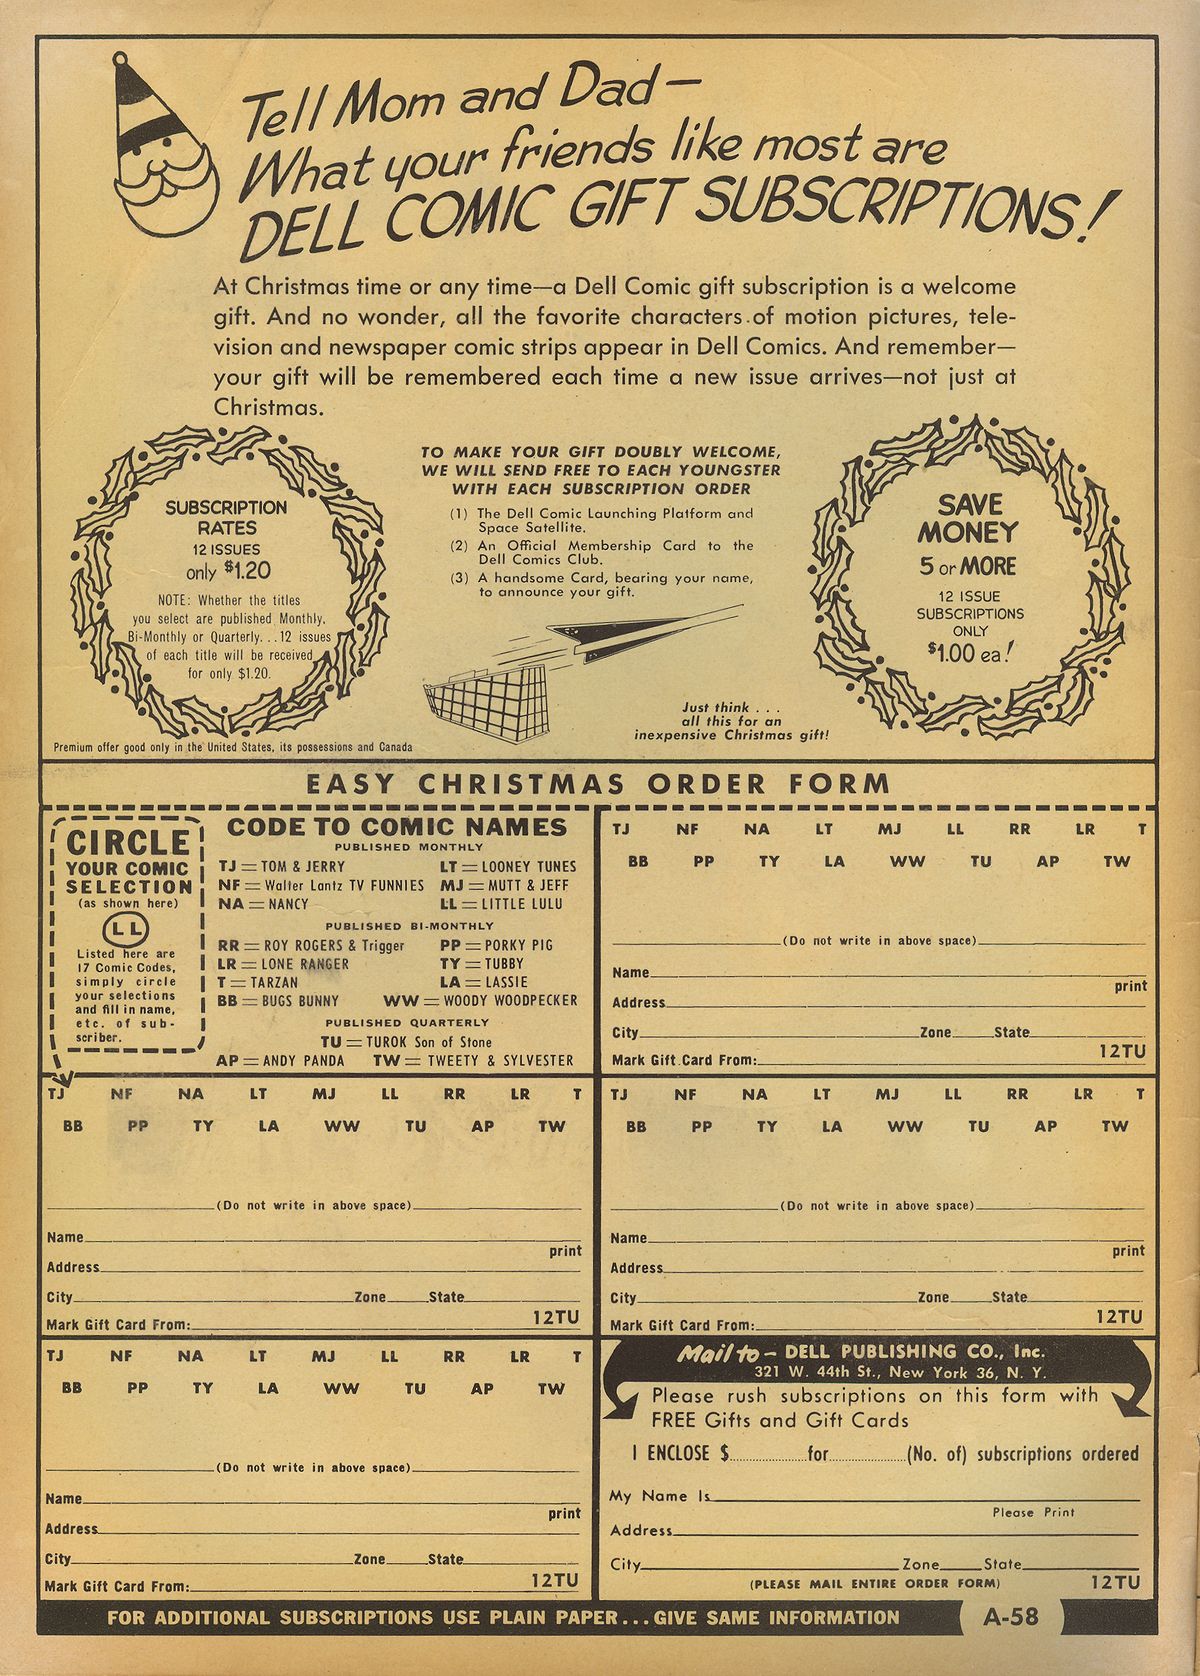 Tell Mom and Dad—
What your friends like most are
DELL COMIC GIFT SUBSCRIPTIONS!
At Christmas time or any time—a Dell Comic gift subscription is a welcome
gift. And no wonder, all the favorite characters of motion pictures, tele-
vision and newspaper comic strips appear in Dell Comics. And remember—
your gift will be remembered each time a new issue arrives—not just at
Christmas.
SUBSCRIPTION
RATES
12 ISSUES
only $1.20
NOTE: Whether the titles
you select are published Monthly,
Bi-Monthly or Quarterly...12 issues
of each title will be received
for only $1.20.
Premium offer good only in the United States, its possessions and Canada
TO MAKE YOUR GIFT DOUBLY WELCOME,
WE WILL SEND FREE TO EACH YOUNGSTER
WITH EACH SUBSCRIPTION ORDER
(1) The Dell Comic Launching Platform and
Space Satellite.
(2) An Official Membership Card to the
Dell Comics Club.
(3) A handsome Card, bearing your name,
to announce your gift.
Just think . . .
all this for an
inexpensive Christmas gift!
SAVE
MONEY
5 or MORE
12 ISSUE
SUBSCRIPTIONS
ONLY
$1.00 ea!
EASY CHRISTMAS ORDER FORM
CIRCLE
YOUR COMIC
SELECTION
(as shown here)
LL
Listed here are
17 Comic Codes,
simply circle
your selections
and fill in name,
etc. of sub-
scriber.
CODE TO COMIC NAMES
PUBLISHED MONTHLY
TJ = TOM & JERRY LT = LOONEY TUNES
NF = Walter Lantz TV FUNNIES MJ = MUTT & JEFF
NA = NANCY LL = LITTLE LULU
PUBLISHED BI-MONTHLY
RR = ROY ROGERS & Trigger PP = PORKY PIG
LR = LONE RANGER TY = TUBBY
T = TARZAN LA = LASSIE
BB = BUGS BUNNY WW = WOODY WOODPECKER
PUBLISHED QUARTERLY
TU = TUROK Son of Stone
AP = ANDY PANDA TW = TWEETY & SYLVESTER
TJ NF NA LT MJ LL RR LR T
BB PP TY LA WW TU AP TW
(Do not write in above space)
Name
print
Address
City Zone State
Mark Gift Card From: 12TU
TJ NF NA LT MJ LL RR LR T
BB PP TY LA WW TU AP TW
(Do not write in above space)
Name
print
Address
City Zone State
Mark Gift Card From: 12TU
TJ NF NA LT MJ LL RR LR T
BB PP TY LA WW TU AP TW
(Do not write in above space)
Name
print
Address
City Zone State
Mark Gift Card From: 12TU
TJ NF NA LT MJ LL RR LR T
BB PP TY LA WW TU AP TW
(Do not write in above space)
Name
print
Address
City Zone State
Mark Gift Card From: 12TU
Mail to - DELL PUBLISHING CO., Inc.
321 W. 44th St., New York 36, N. Y.
Please rush subscriptions on this form with
FREE Gifts and Gift Cards
I ENCLOSE $..................for..................(No. of) subscriptions ordered
My Name Is
Please Print
Address
City Zone State
(PLEASE MAIL ENTIRE ORDER FORM) 12TU
FOR ADDITIONAL SUBSCRIPTIONS USE PLAIN PAPER...GIVE SAME INFORMATION A-58